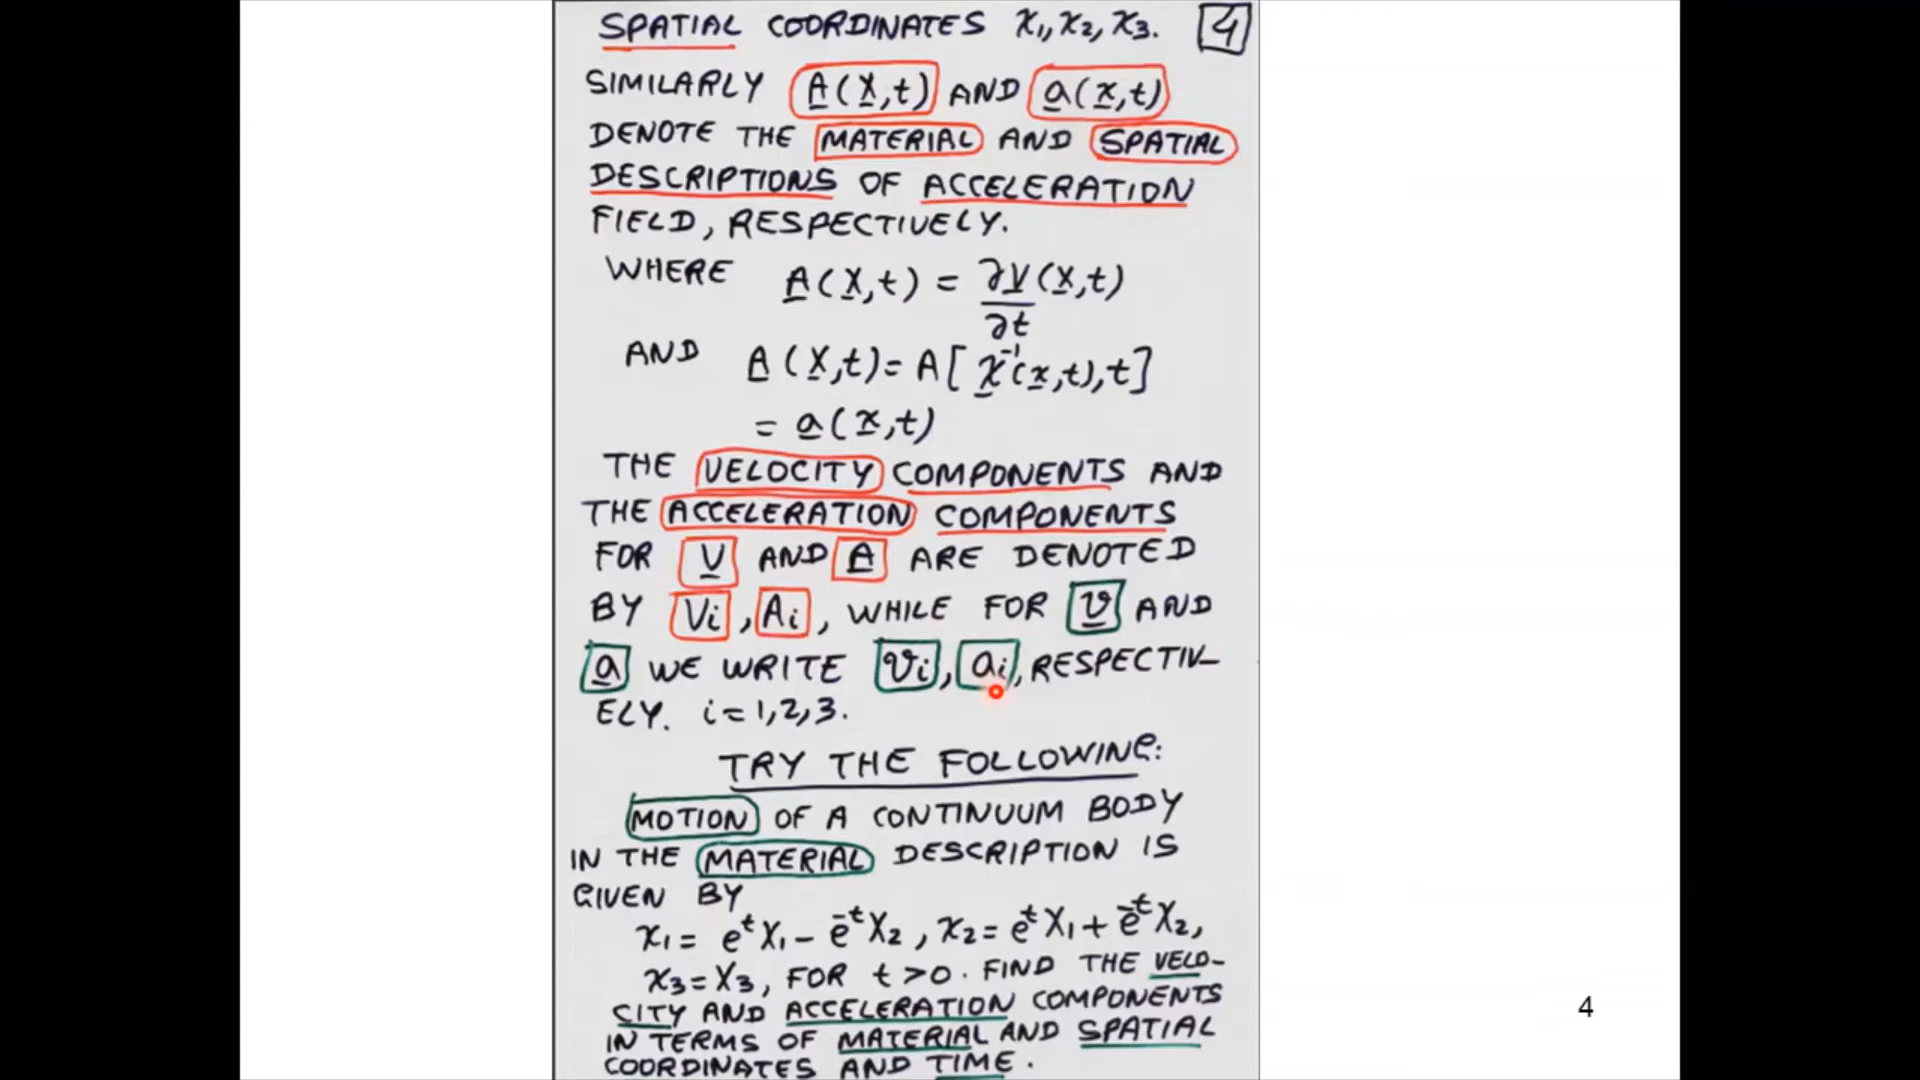 SPATIAL COORDINATES x₁, x₂, x₃. 4
SIMILARLY A(X,t) AND a(x,t)
DENOTE THE MATERIAL AND SPATIAL
DESCRIPTIONS OF ACCELERATION
FIELD, RESPECTIVELY.
WHERE A(X,t) = ∂V(X,t)/∂t
AND A(X,t) = A[χ⁻¹(x,t),t]
= a(x,t)
THE VELOCITY COMPONENTS AND
THE ACCELERATION COMPONENTS
FOR V AND A ARE DENOTED
BY Vi, Ai, WHILE FOR v AND
a WE WRITE vi, ai, RESPECTIV-
ELY. i=1,2,3.
TRY THE FOLLOWING:
MOTION OF A CONTINUUM BODY
IN THE MATERIAL DESCRIPTION IS
GIVEN BY
x₁ = eᵗX₁ - e⁻ᵗX₂, x₂ = eᵗX₁ + e⁻ᵗX₂,
x₃ = X₃, FOR t > 0. FIND THE VELO-
CITY AND ACCELERATION COMPONENTS
IN TERMS OF MATERIAL AND SPATIAL
COORDINATES AND TIME.
4